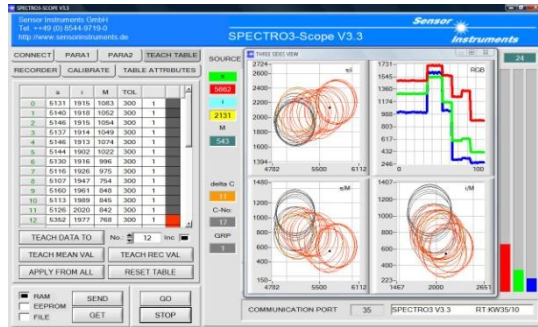 SPECTRO3-SCOPE V3.3
Sensor Instruments GmbH
Tel. ++49 (0) 8544-9719-0
http://www.sensorinstruments.de
SPECTRO3-Scope V3.3
Sensor
Instruments
CONNECT PARA1 PARA2 TEACH TABLE
RECORDER CALIBRATE TABLE ATTRIBUTES
s i M TOL
0 5131 1915 1083 300 1
1 5140 1918 1052 300 1
2 5146 1915 1054 300 1
3 5137 1914 1049 300 1
4 5146 1913 1074 300 1
5 5144 1902 1022 300 1
6 5130 1916 996 300 1
7 5116 1926 975 300 1
8 5107 1947 754 300 1
9 5160 1961 848 300 1
10 5113 1989 845 300 1
11 5126 2020 842 300 1
12 5352 1977 768 300 1
TEACH DATA TO No.: 12 Inc
TEACH MEAN VAL TEACH REC VAL
APPLY FROM ALL RESET TABLE
RAM
EEPROM
FILE
SEND GO
GET STOP
SOURCE
s
5662
i
2131
M
543
delta C
11
C-No:
17
GRP
1
THREE SIDES VIEW
24
2724
2600
2400
2200
2000
1800
1600
1394
4782 5500 6112
s/i
1731
1545
1360
1174
989
803
617
432
246
0 100
RGB
1480
1200
1000
800
600
400
150
4782 5500 6112
s/M
1407
1200
1000
800
600
400
223
1467 2000 2651
i/M
COMMUNICATION PORT 35 SPECTRO3 V3.3 RT:KW35/10